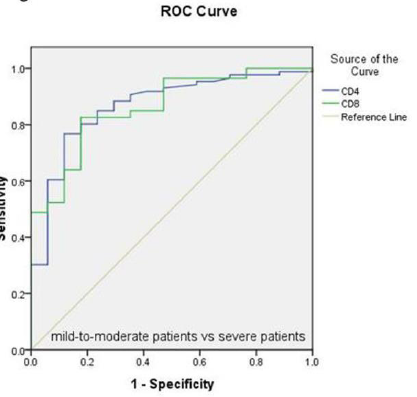 ROC Curve
Source of the
Curve
CD4
CD8
Reference Line
Sensitivity
1.0
0.8
0.6
0.4
0.2
0.0
mild-to-moderate patients vs severe patients
0.0 0.2 0.4 0.6 0.8 1.0
1 - Specificity